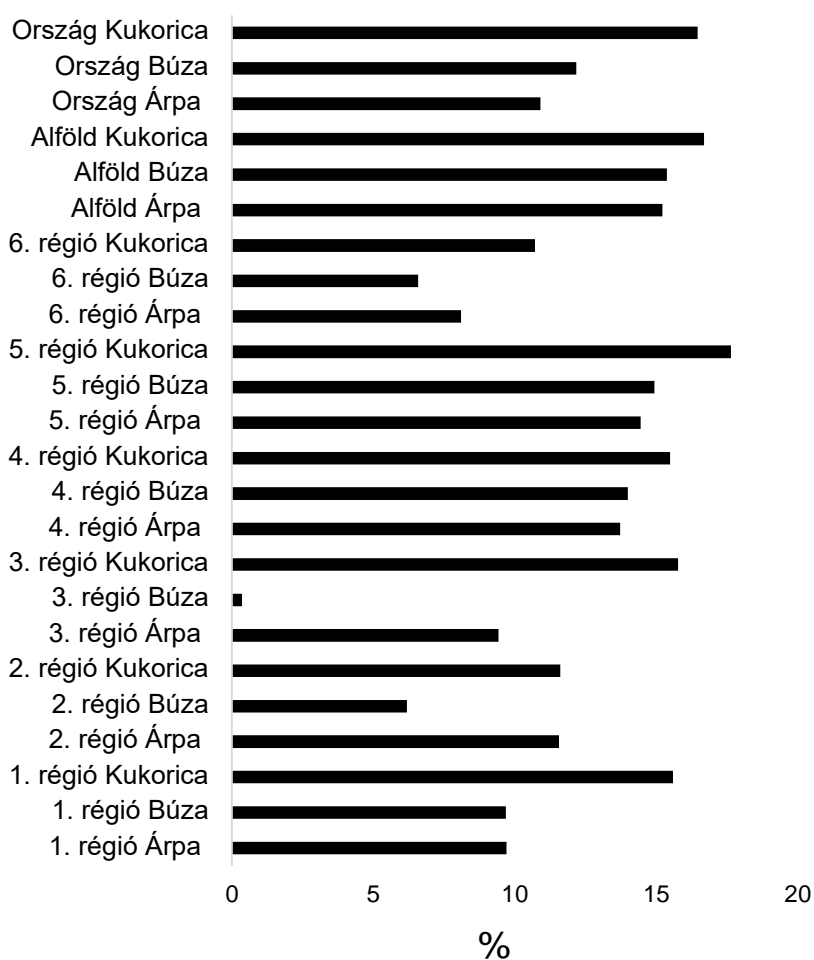 Ország Kukorica
Ország Búza
Ország Árpa
Alföld Kukorica
Alföld Búza
Alföld Árpa
6. régió Kukorica
6. régió Búza
6. régió Árpa
5. régió Kukorica
5. régió Búza
5. régió Árpa
4. régió Kukorica
4. régió Búza
4. régió Árpa
3. régió Kukorica
3. régió Búza
3. régió Árpa
2. régió Kukorica
2. régió Búza
2. régió Árpa
1. régió Kukorica
1. régió Búza
1. régió Árpa
0 5 10 15 20
%